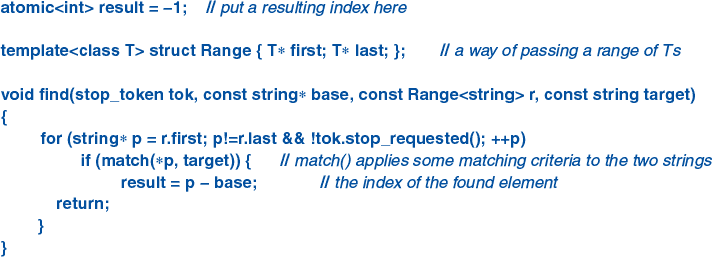 atomic<int> result = −1; // put a resulting index here
template<class T> struct Range { T* first; T* last; }; // a way of passing a range of Ts
void find(stop_token tok, const string* base, const Range<string> r, const string target)
{
for (string* p = r.first; p!=r.last && !tok.stop_requested(); ++p)
if (match(*p, target)) { // match() applies some matching criteria to the two strings
result = p − base; // the index of the found element
return;
}
}